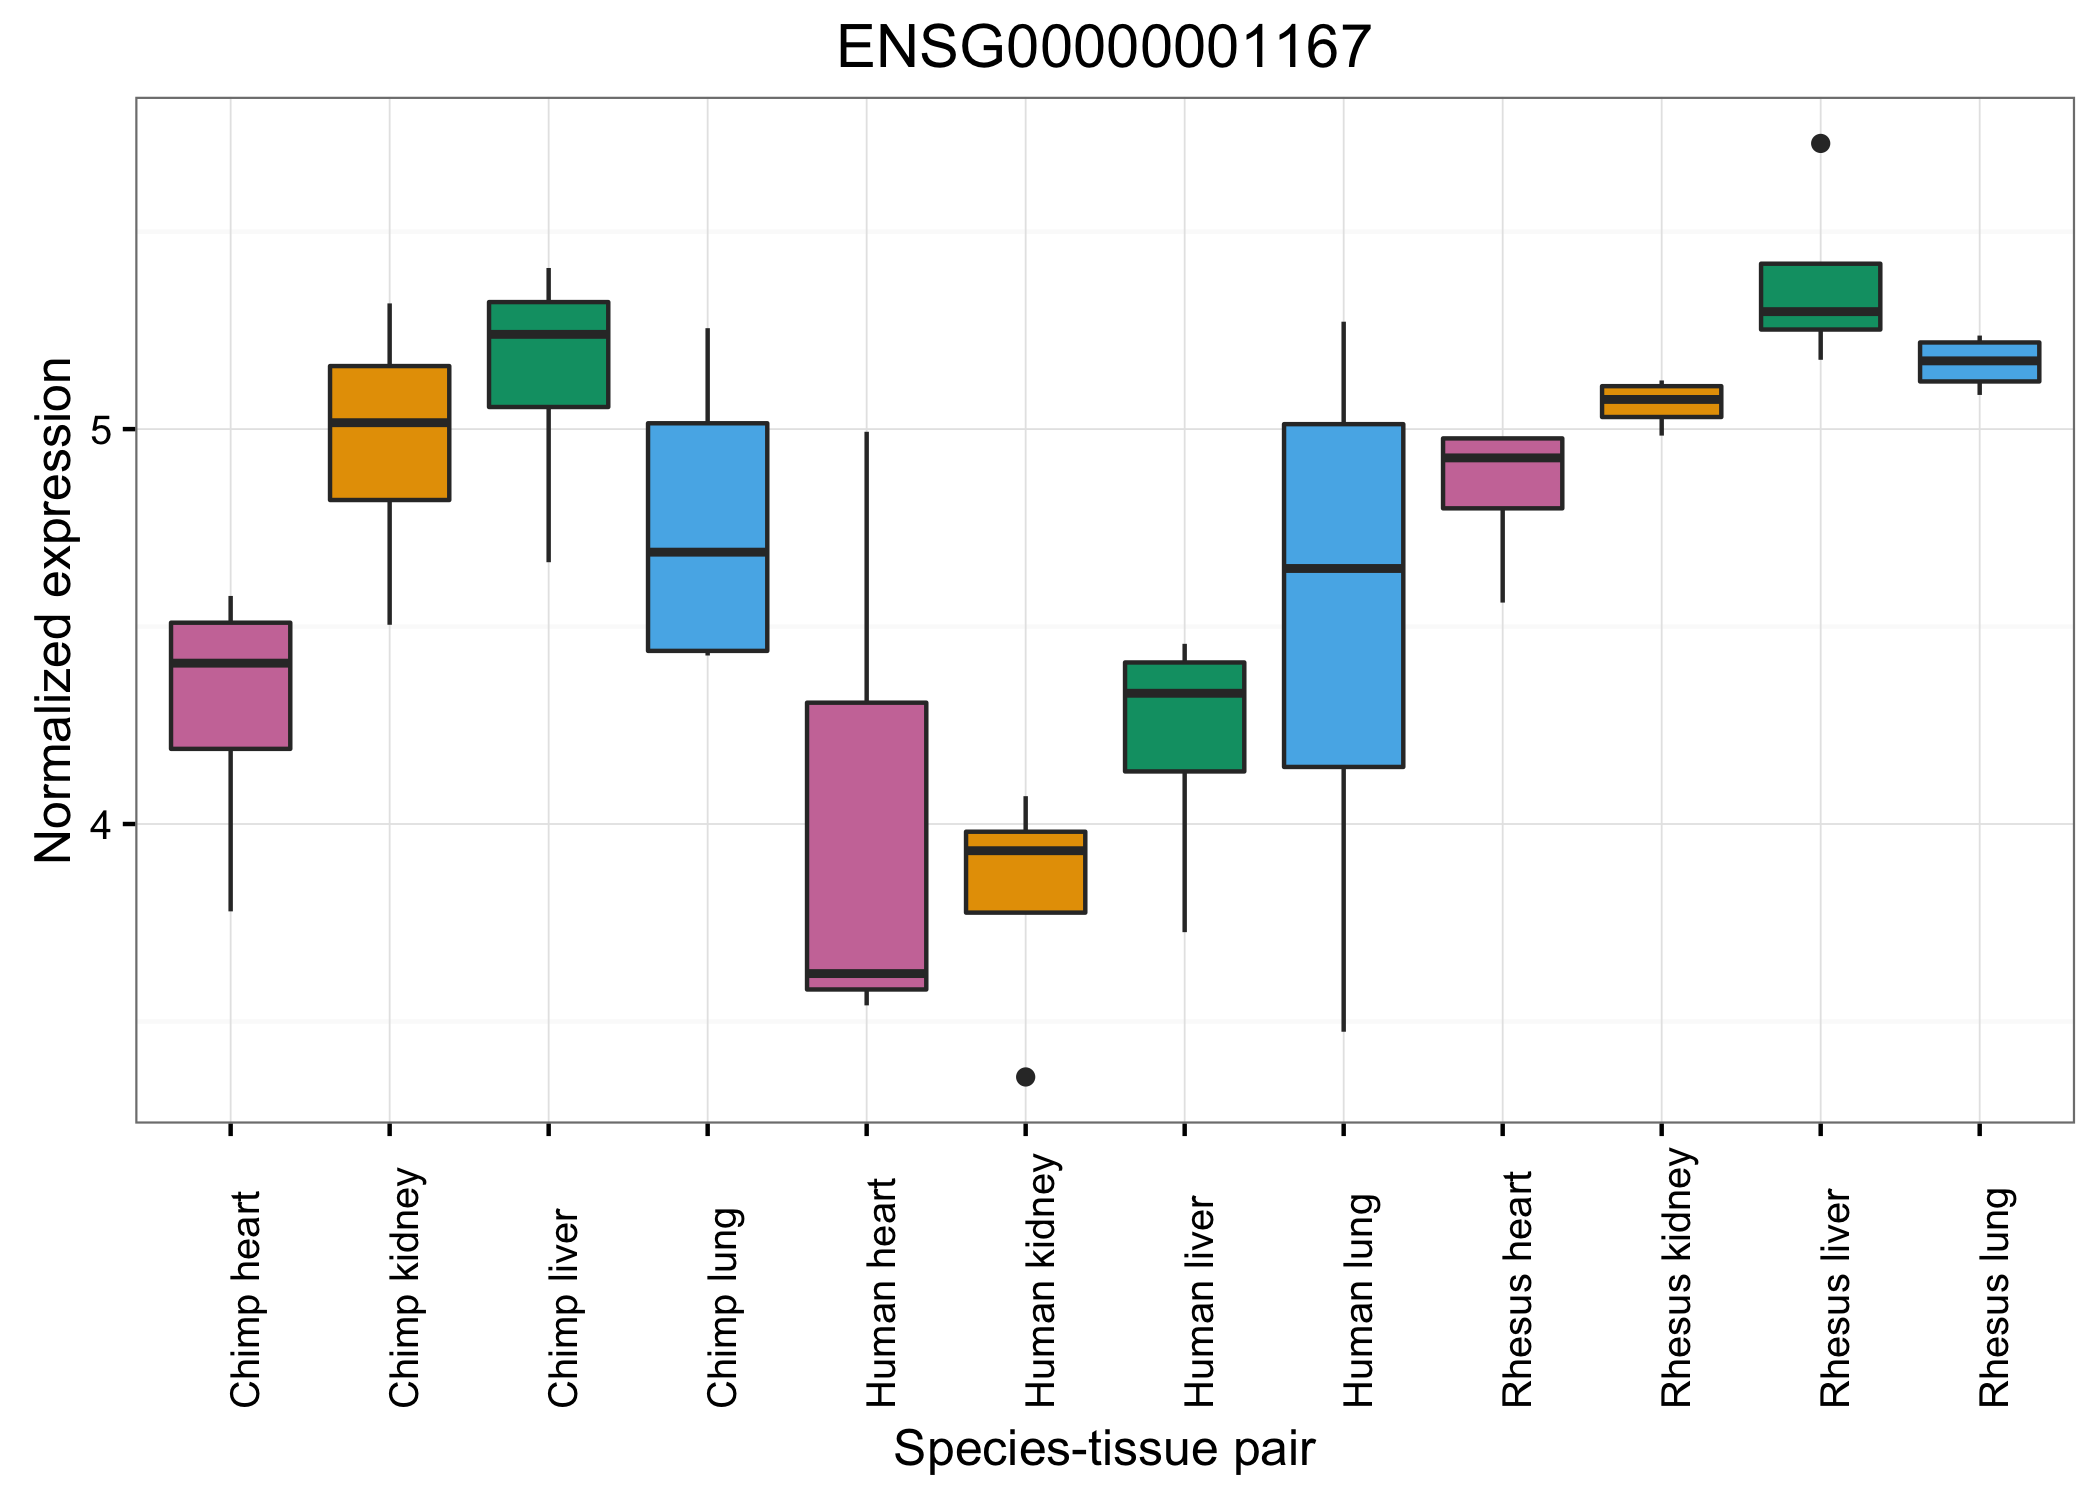 ENSG00000001167
Normalized expression
5
4
Chimp heart
Chimp kidney
Chimp liver
Chimp lung
Human heart
Human kidney
Human liver
Human lung
Rhesus heart
Rhesus kidney
Rhesus liver
Rhesus lung
Species-tissue pair